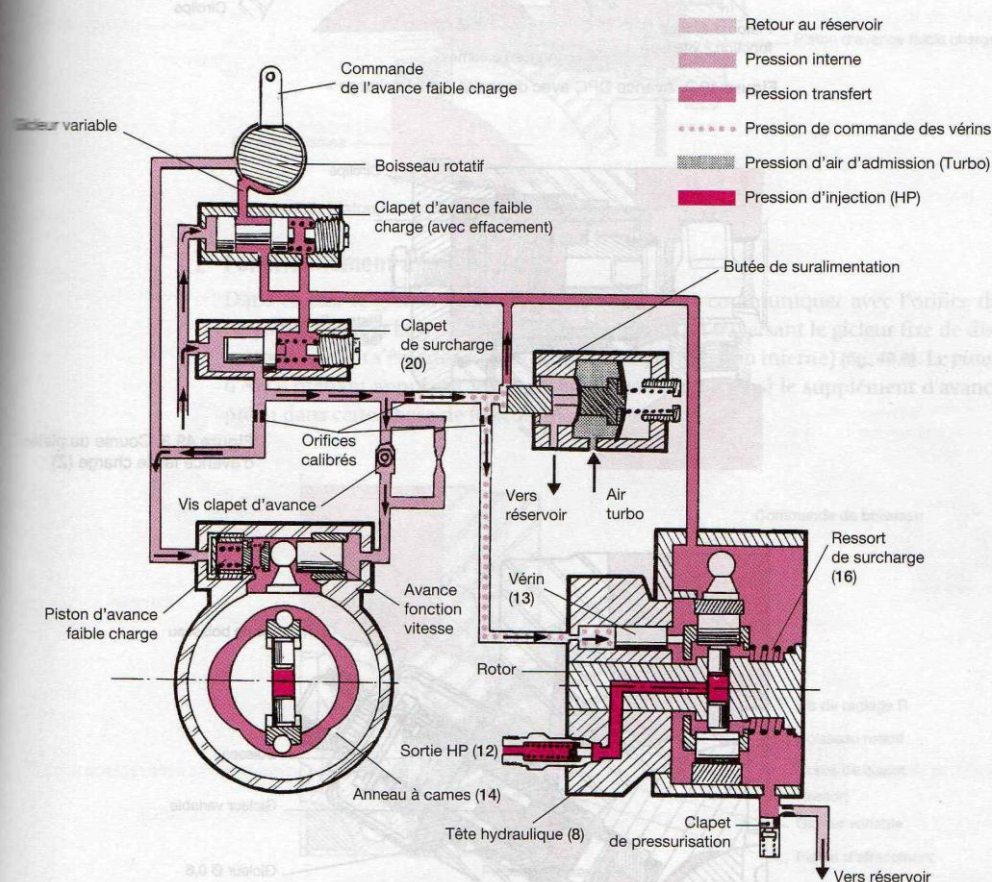 Retour au réservoir
Pression interne
Pression transfert
Pression de commande des vérins
Pression d'air d'admission (Turbo)
Pression d'injection (HP)
Commande
de l'avance faible charge
Gicleur variable
Boisseau rotatif
Clapet d'avance faible
charge (avec effacement)
Butée de suralimentation
Clapet
de surcharge
(20)
Orifices
calibrés
Vis clapet d'avance
Vers
réservoir
Air
turbo
Ressort
de surcharge
(16)
Piston d'avance
faible charge
Avance
fonction
vitesse
Vérin
(13)
Rotor
Sortie HP (12)
Anneau à cames (14)
Tête hydraulique (8)
Clapet
de pressurisation
Vers réservoir